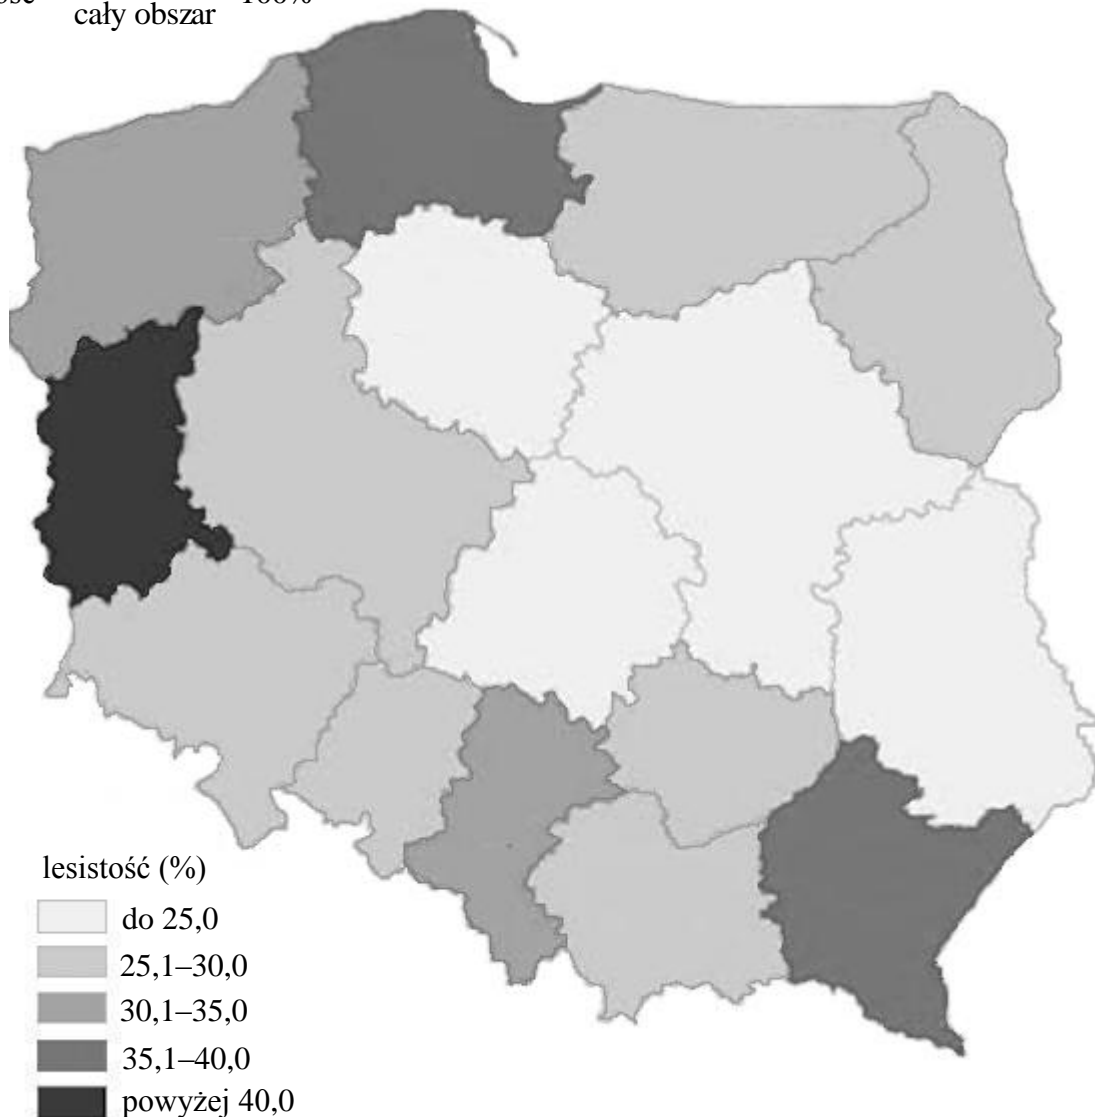 cały obszar
lesistość (%)
do 25,0
25,1–30,0
30,1–35,0
35,1–40,0
powyżej 40,0